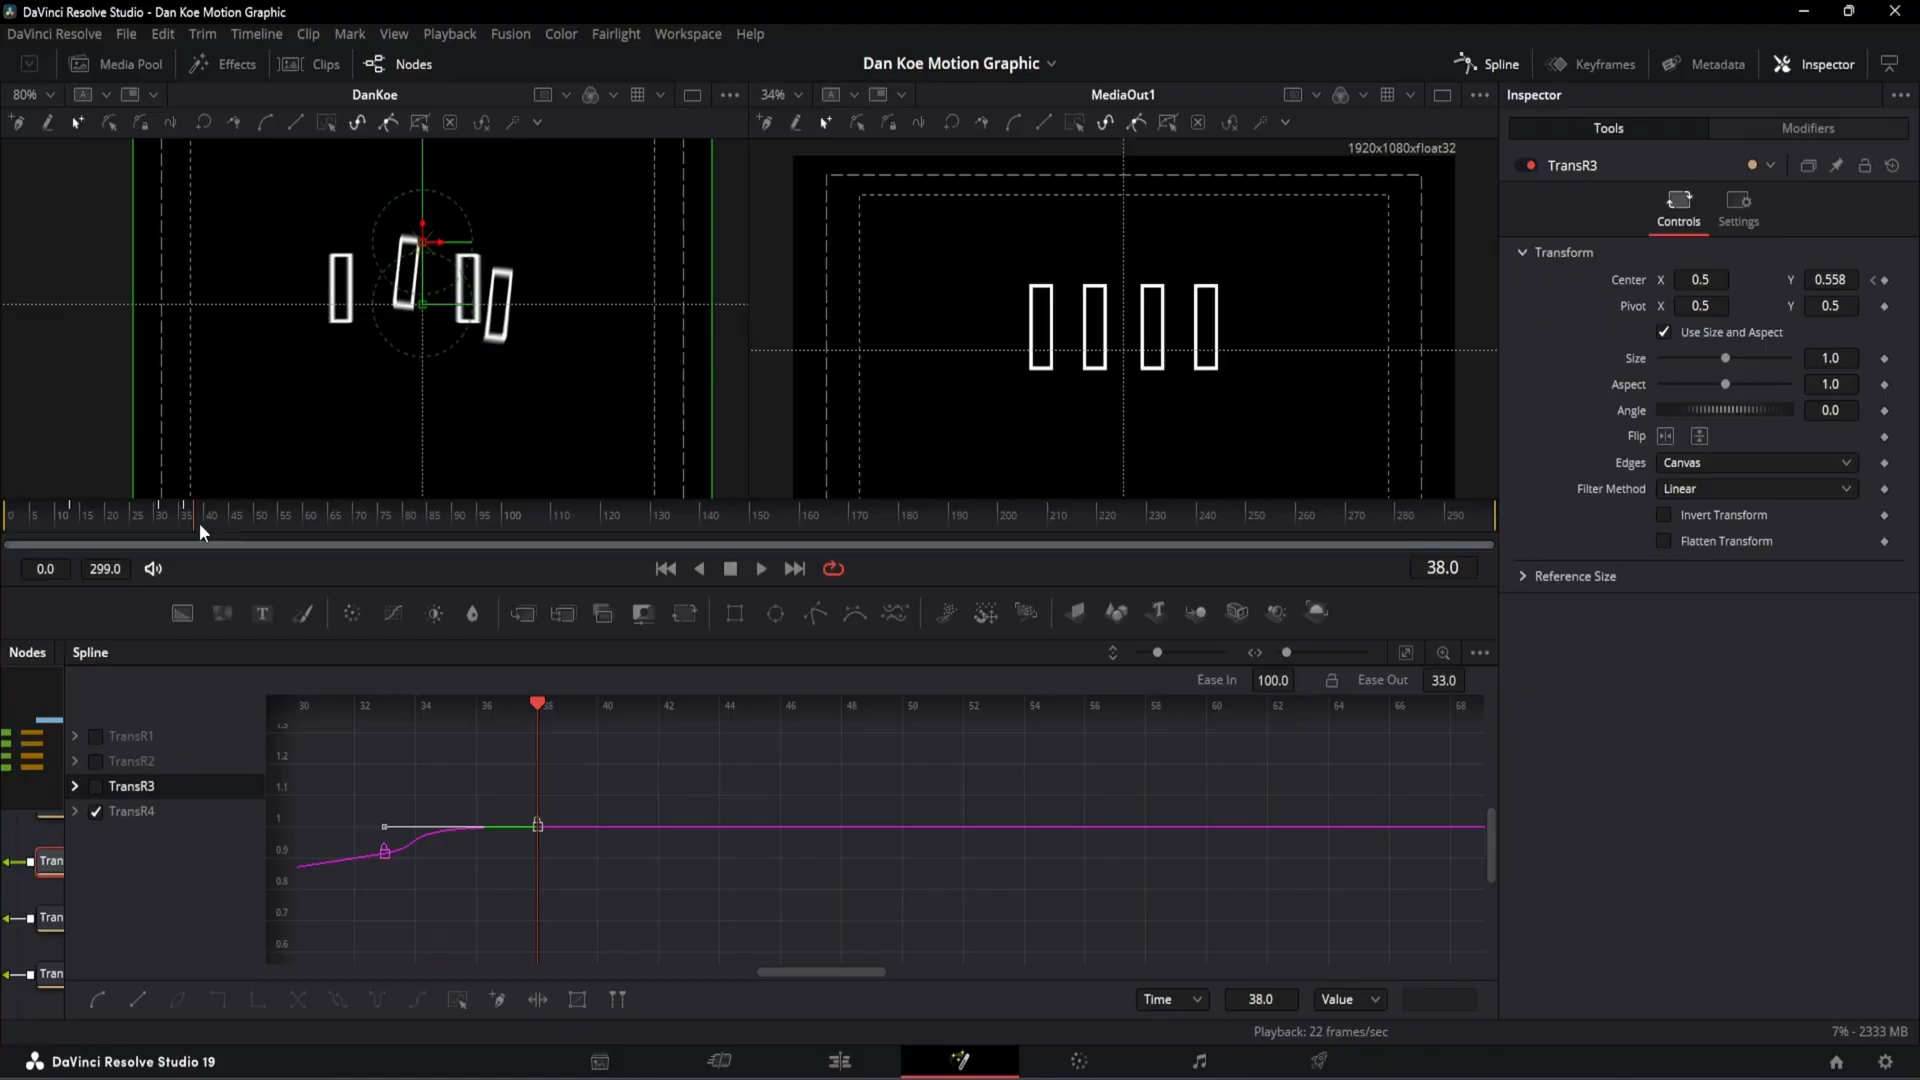 DaVinci Resolve Studio - Dan Koe Motion Graphic
DaVinci Resolve File Edit Trim Timeline Clip Mark View Playback Fusion Color Fairlight Workspace Help
Media Pool Effects Clips Nodes Dan Koe Motion Graphic Spline Keyframes Metadata Inspector
80% A DanKoe 34% A MediaOut1 Inspector
Tools Modifiers
1920x1080xfloat32
TransR3
Controls Settings
Transform
Center X 0.5 Y 0.558
Pivot X 0.5 Y 0.5
Use Size and Aspect
Size 1.0
Aspect 1.0
Angle 0.0
Flip
Edges Canvas
Filter Method Linear
Invert Transform
Flatten Transform
Reference Size
0 5 10 15 20 25 30 35 40 45 50 55 60 65 70 75 80 85 90 95 100 110 120 130 140 150 160 170 180 190 200 210 220 230 240 250 260 270 280 290
0.0 299.0 38.0
T T
Nodes Spline
Ease In 100.0 Ease Out 33.0
30 32 34 36 38 40 42 44 46 48 50 52 54 56 58 60 62 64 66 68
1.3
TransR1
1.2
TransR2
TransR3
1.1
TransR4
1
0.9
0.8
0.7
0.6
Tran
Tran
Tran
Time 38.0 Value
Playback: 22 frames/sec 7% - 2333 MB
DaVinci Resolve Studio 19